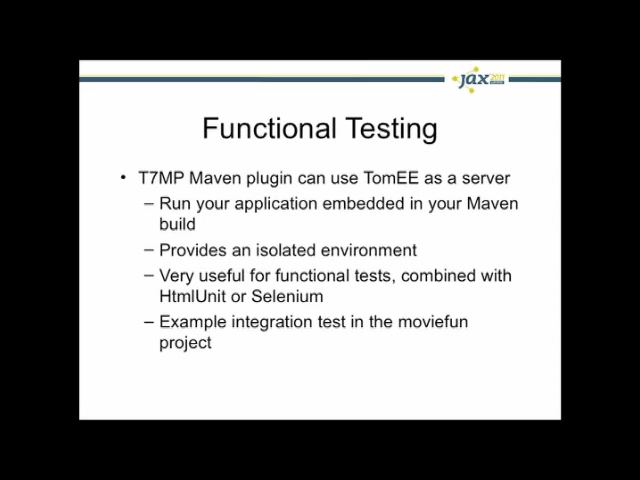 jax 2011
Functional Testing
• T7MP Maven plugin can use TomEE as a server
– Run your application embedded in your Maven
build
– Provides an isolated environment
– Very useful for functional tests, combined with
HtmlUnit or Selenium
– Example integration test in the moviefun
project